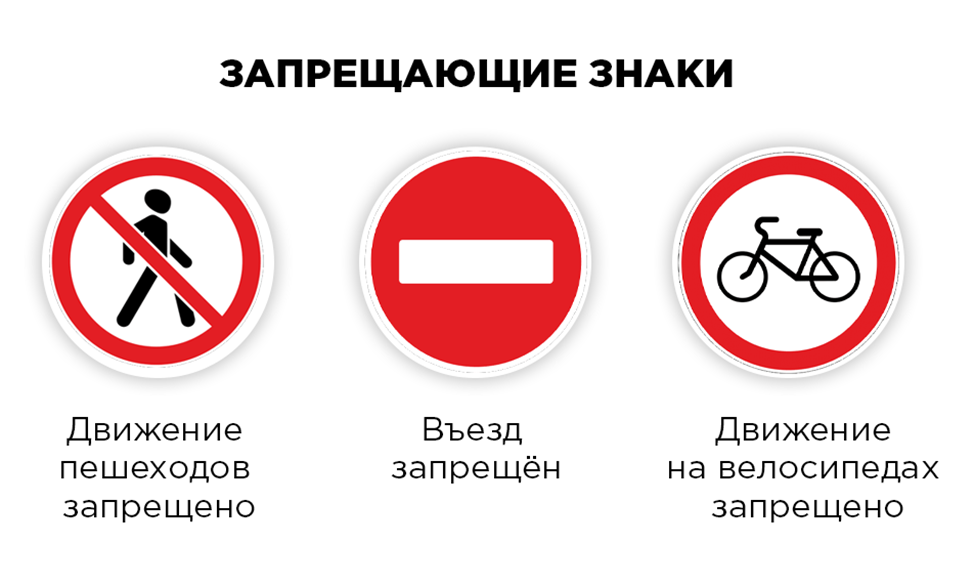 ЗАПРЕЩАЮЩИЕ ЗНАКИ
Движение
пешеходов
запрещено
Въезд
запрещён
Движение
на велосипедах
запрещено